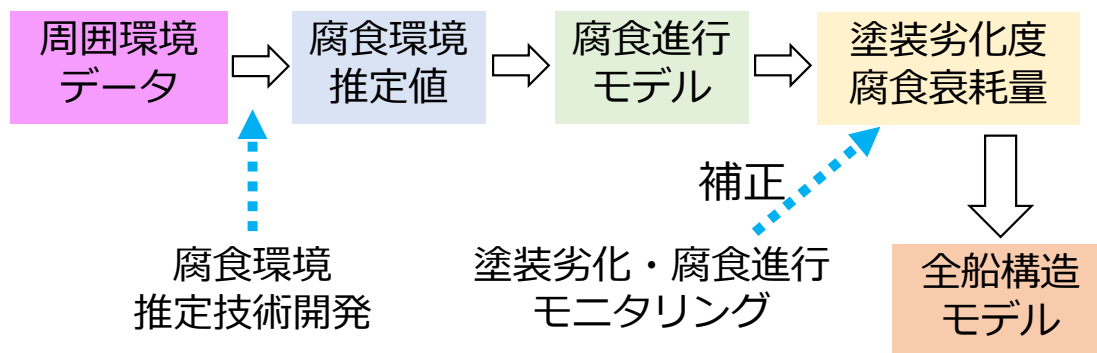 周囲環境
データ
腐食環境
推定値
腐食進行
モデル
塗装劣化度
腐食衰耗量
補正
腐食環境
推定技術開発
塗装劣化・腐食進行
モニタリング
全船構造
モデル